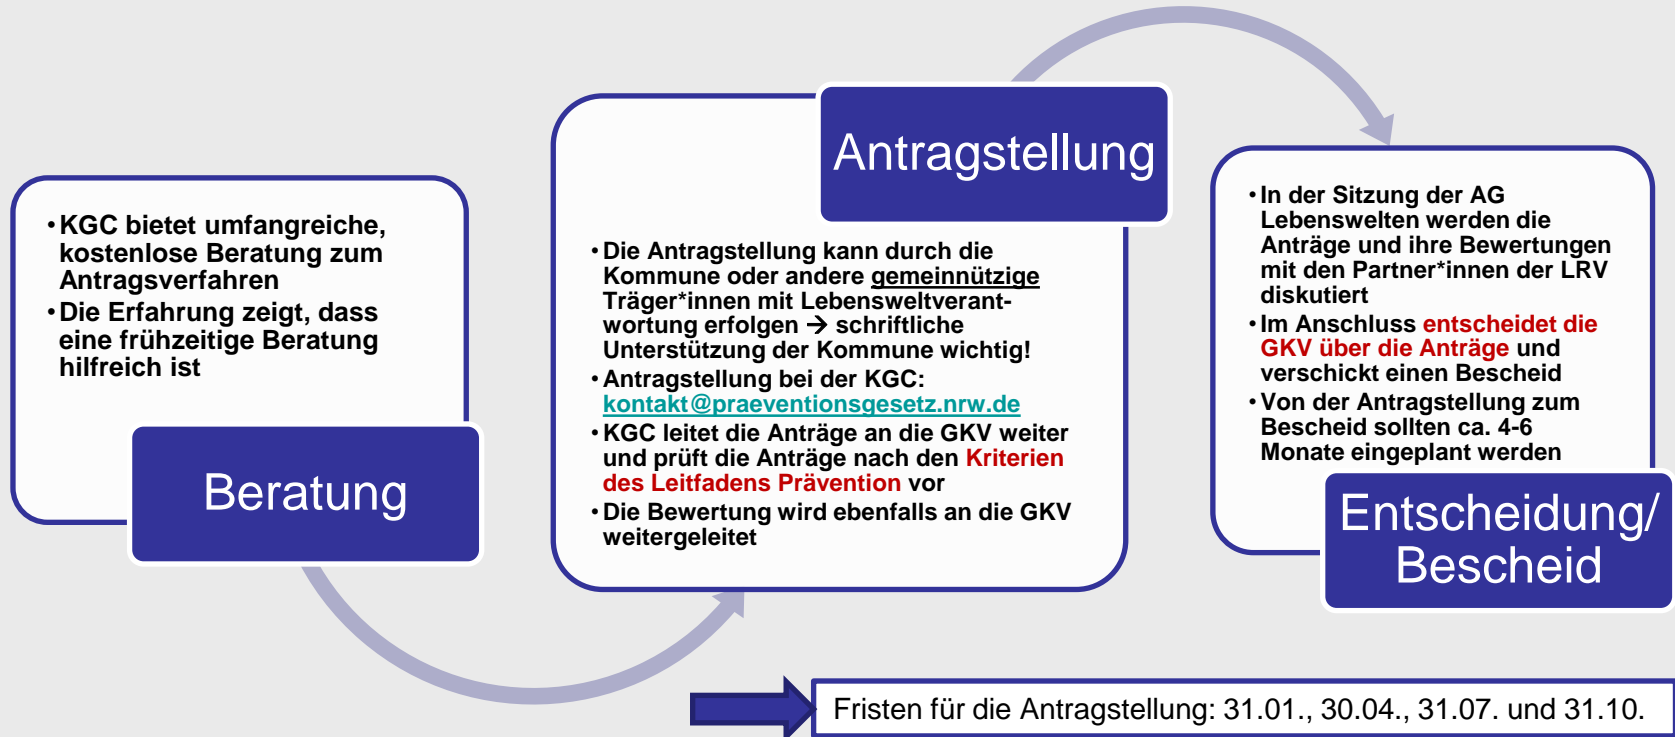 • KGC bietet umfangreiche,
kostenlose Beratung zum
Antragsverfahren
• Die Erfahrung zeigt, dass
eine frühzeitige Beratung
hilfreich ist
Beratung
Antragstellung
• Die Antragstellung kann durch die
Kommune oder andere gemeinnützige
Träger*innen mit Lebensweltverant-
wortung erfolgen → schriftliche
Unterstützung der Kommune wichtig!
• Antragstellung bei der KGC:
kontakt@praeventionsgesetz.nrw.de
• KGC leitet die Anträge an die GKV weiter
und prüft die Anträge nach den Kriterien
des Leitfadens Prävention vor
• Die Bewertung wird ebenfalls an die GKV
weitergeleitet
• In der Sitzung der AG
Lebenswelten werden die
Anträge und ihre Bewertungen
mit den Partner*innen der LRV
diskutiert
• Im Anschluss entscheidet die
GKV über die Anträge und
verschickt einen Bescheid
• Von der Antragstellung zum
Bescheid sollten ca. 4-6
Monate eingeplant werden
Entscheidung/
Bescheid
Fristen für die Antragstellung: 31.01., 30.04., 31.07. und 31.10.